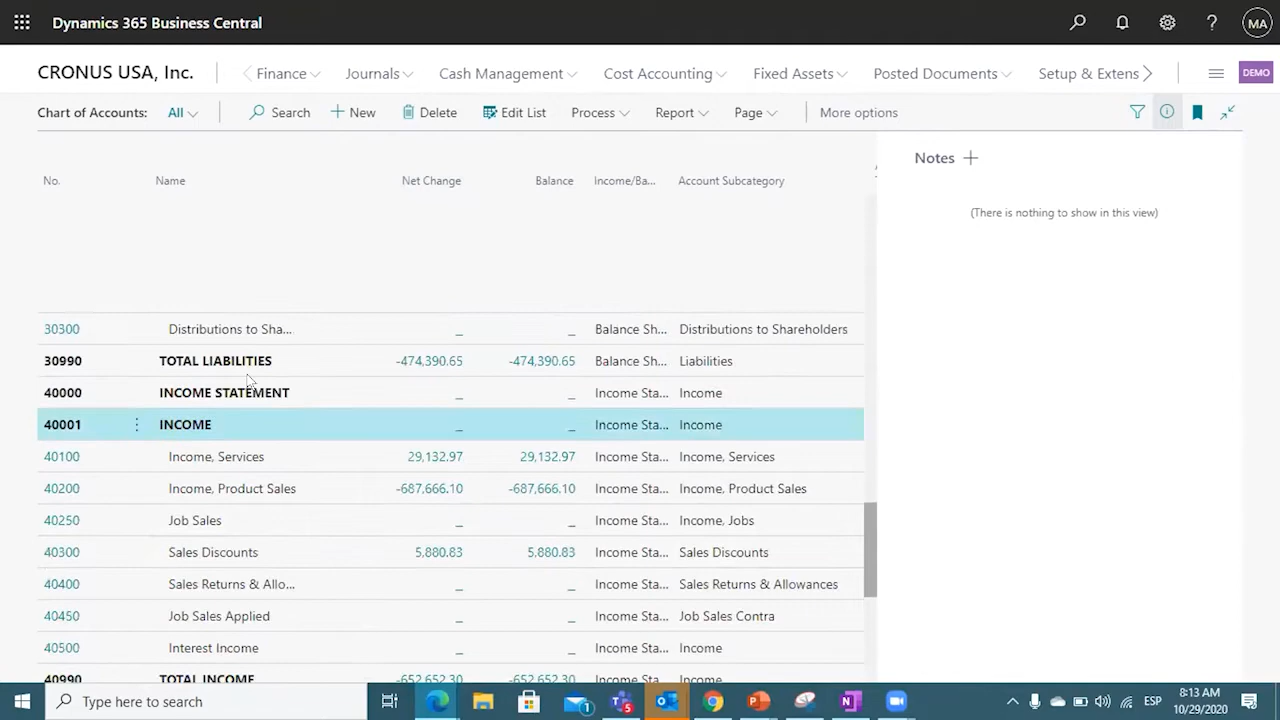 Dynamics 365 Business Central MA
CRONUS USA, Inc. Finance Journals Cash Management Cost Accounting Fixed Assets Posted Documents Setup & Extens DEMO
Chart of Accounts: All Search + New Delete Edit List Process Report Page More options
Notes +
No. Name Net Change Balance Income/Ba... Account Subcategory
(There is nothing to show in this view)
30300 Distributions to Sha... _ _ Balance Sh... Distributions to Shareholders
30990 TOTAL LIABILITIES -474,390.65 -474,390.65 Balance Sh... Liabilities
40000 INCOME STATEMENT _ _ Income Sta... Income
40001 INCOME _ _ Income Sta... Income
40100 Income, Services 29,132.97 29,132.97 Income Sta... Income, Services
40200 Income, Product Sales -687,666.10 -687,666.10 Income Sta... Income, Product Sales
40250 Job Sales _ _ Income Sta... Income, Jobs
40300 Sales Discounts 5,880.83 5,880.83 Income Sta... Sales Discounts
40400 Sales Returns & Allo... _ _ Income Sta... Sales Returns & Allowances
40450 Job Sales Applied _ _ Income Sta... Job Sales Contra
40500 Interest Income _ _ Income Sta... Income
40990 TOTAL INCOME -652,652.30 -652,652.30 Income Sta... Income
Type here to search ESP 8:13 AM
10/29/2020